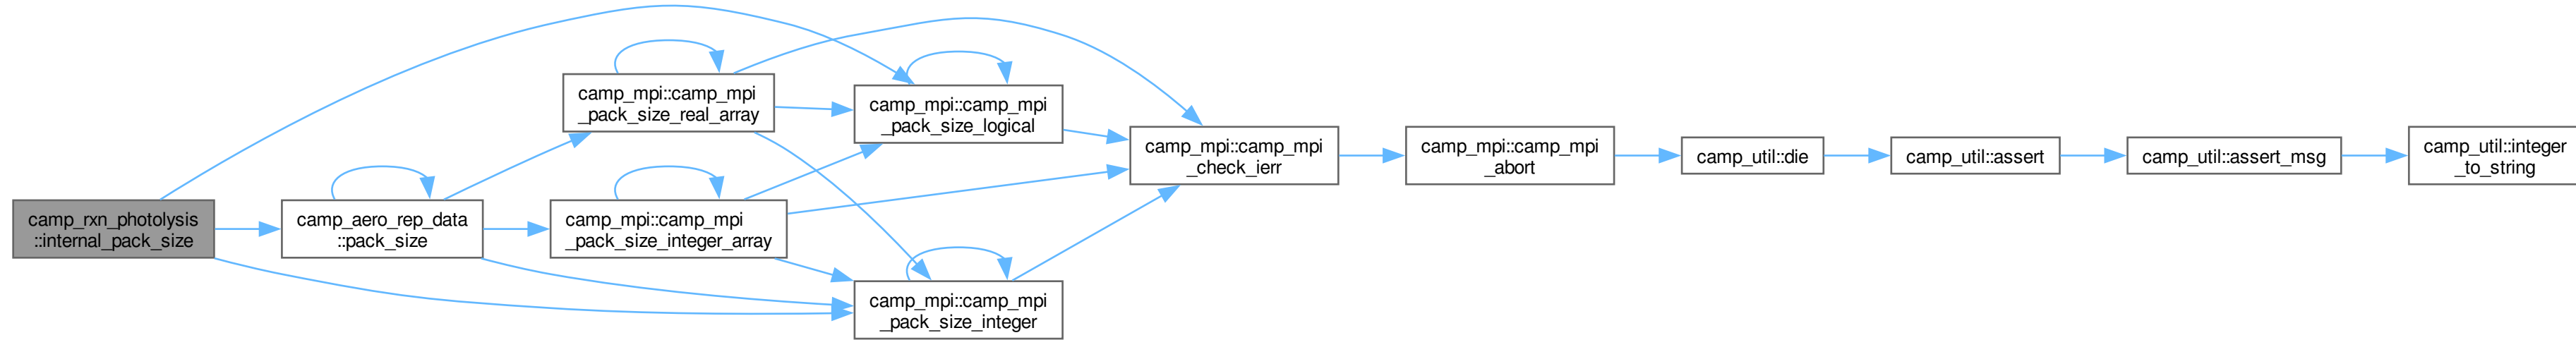 camp_rxn_photolysis
::internal_pack_size
camp_aero_rep_data
::pack_size
camp_mpi::camp_mpi
_pack_size_real_array
camp_mpi::camp_mpi
_pack_size_integer_array
camp_mpi::camp_mpi
_pack_size_logical
camp_mpi::camp_mpi
_pack_size_integer
camp_mpi::camp_mpi
_check_ierr
camp_mpi::camp_mpi
_abort
camp_util::die
camp_util::assert
camp_util::assert_msg
camp_util::integer
_to_string